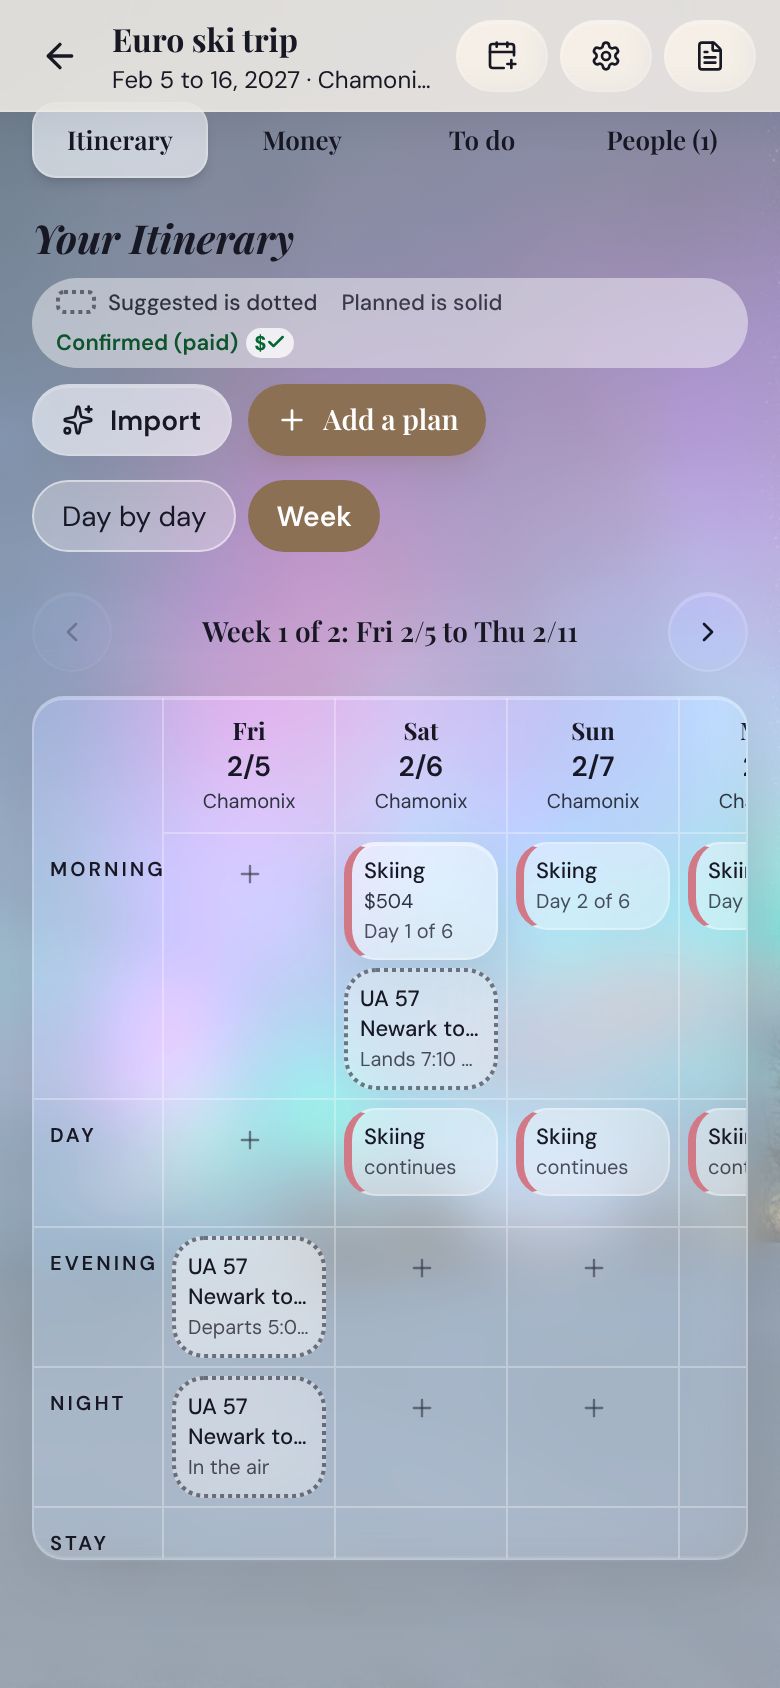 Euro ski trip
Feb 5 to 16, 2027 · Chamoni...
Itinerary Money To do People (1)
Your Itinerary
Suggested is dotted Planned is solid
Confirmed (paid) $✓
Import + Add a plan
Day by day Week
Week 1 of 2: Fri 2/5 to Thu 2/11
Fri Sat Sun
2/5 2/6 2/7
Chamonix Chamonix Chamonix Ch
MORNING
+
Skiing
$504
Day 1 of 6
UA 57
Newark to...
Lands 7:10 ...
Skiing
Day 2 of 6
Skii
Day
DAY
+
Skiing
continues
Skiing
continues
Skii
cont
EVENING
UA 57
Newark to...
Departs 5:0...
+
+
NIGHT
UA 57
Newark to...
In the air
+
+
STAY